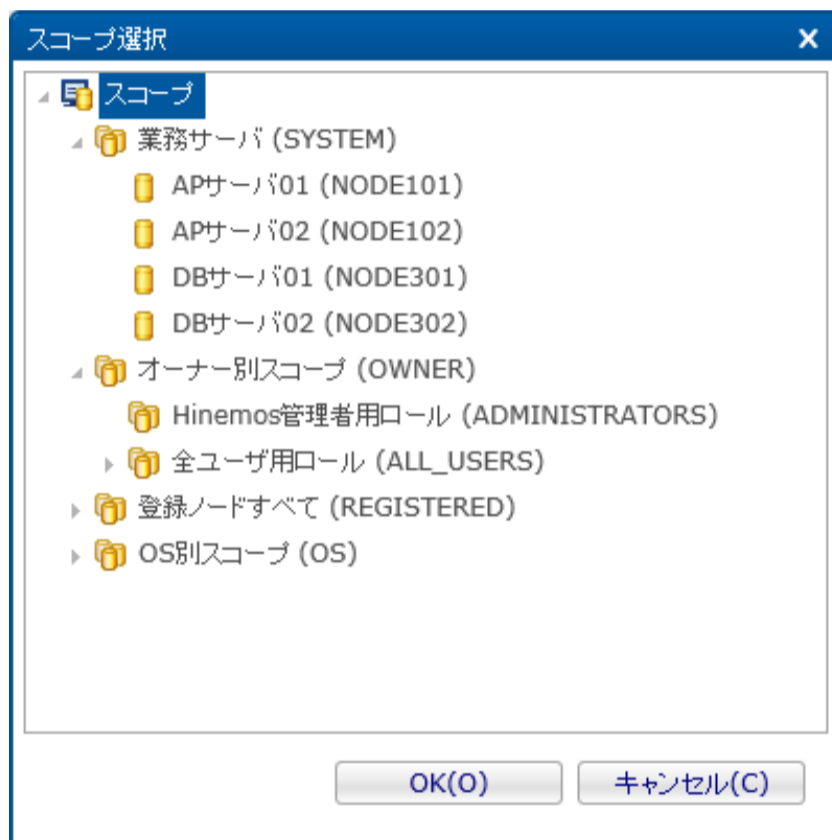 スコープ選択
スコープ
業務サーバ (SYSTEM)
APサーバ01 (NODE101)
APサーバ02 (NODE102)
DBサーバ01 (NODE301)
DBサーバ02 (NODE302)
オーナー別スコープ (OWNER)
Hinemos管理者用ロール (ADMINISTRATORS)
全ユーザ用ロール (ALL_USERS)
登録ノードすべて (REGISTERED)
OS別スコープ (OS)
OK(O) キャンセル(C)